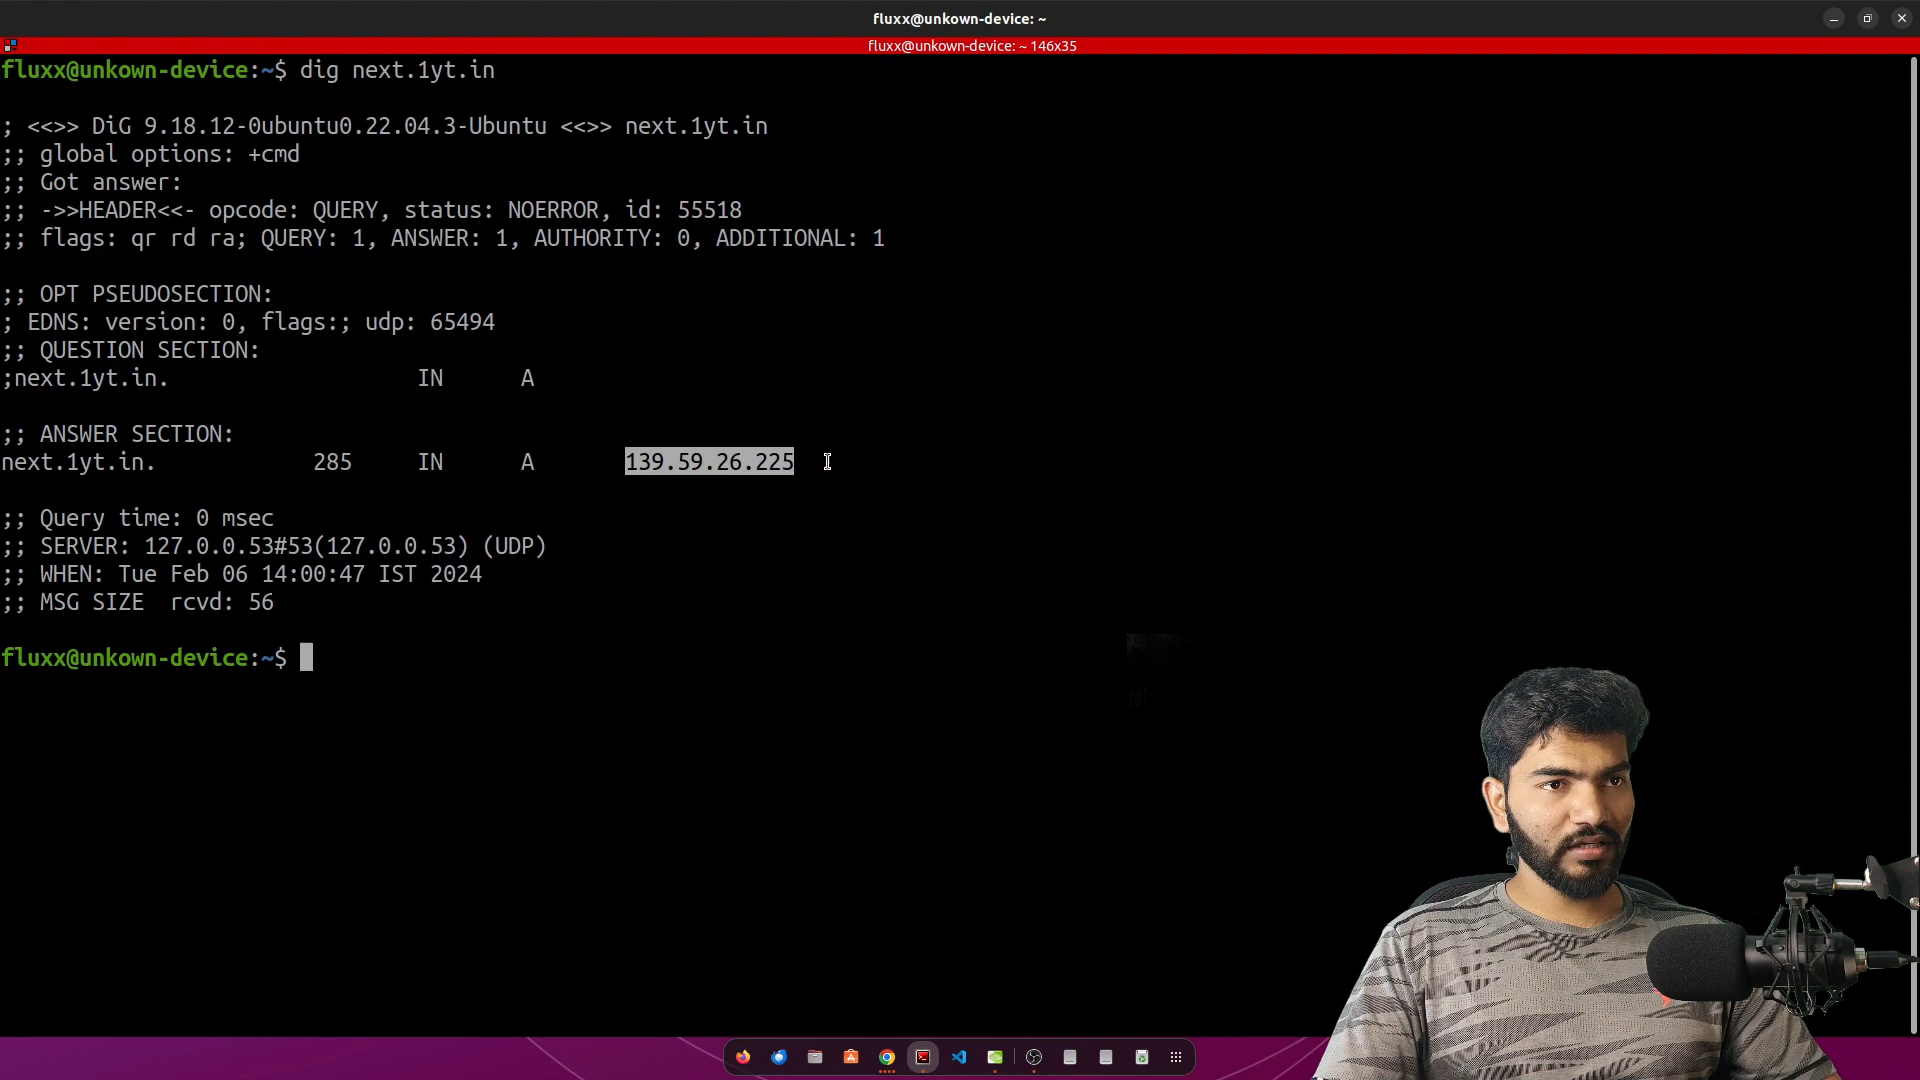 fluxx@unkown-device: ~
fluxx@unkown-device: ~ 146x35
fluxx@unkown-device:~$ dig next.1yt.in
; <<>> DiG 9.18.12-0ubuntu0.22.04.3-Ubuntu <<>> next.1yt.in
;; global options: +cmd
;; Got answer:
;; ->>HEADER<<- opcode: QUERY, status: NOERROR, id: 55518
;; flags: qr rd ra; QUERY: 1, ANSWER: 1, AUTHORITY: 0, ADDITIONAL: 1
;; OPT PSEUDOSECTION:
; EDNS: version: 0, flags:; udp: 65494
;; QUESTION SECTION:
;next.1yt.in. IN A
;; ANSWER SECTION:
next.1yt.in. 285 IN A 139.59.26.225
;; Query time: 0 msec
;; SERVER: 127.0.0.53#53(127.0.0.53) (UDP)
;; WHEN: Tue Feb 06 14:00:47 IST 2024
;; MSG SIZE  rcvd: 56
fluxx@unkown-device:~$